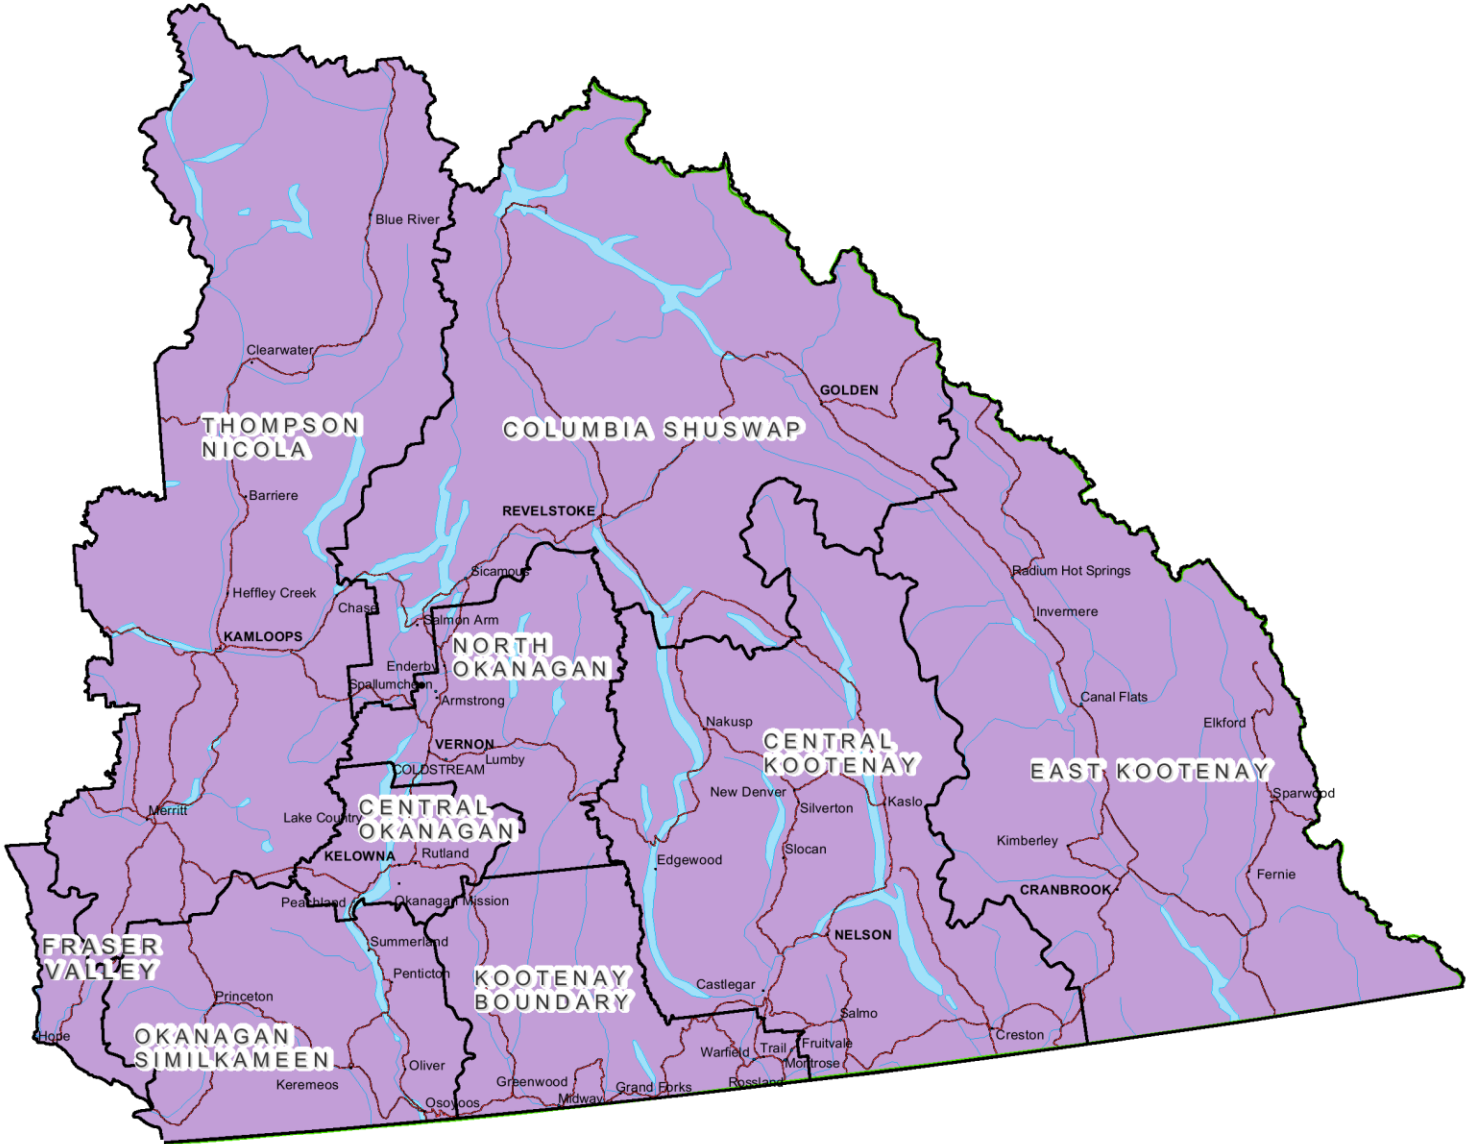 Blue River
Clearwater
GOLDEN
THOMPSON
NICOLA
COLUMBIA SHUSWAP
Barriere
REVELSTOKE
Sicamous
Radium Hot Springs
Heffley Creek
Chase
Invermere
Salmon Arm
KAMLOOPS
NORTH
OKANAGAN
Enderby
Spallumcheen
Armstrong
Canal Flats
Nakusp
Elkford
VERNON
Lumby
CENTRAL
KOOTENAY
COLDSTREAM
EAST KOOTENAY
New Denver
Silverton
Kaslo
Sparwood
Merritt
Lake Country
CENTRAL
OKANAGAN
Kimberley
Slocan
KELOWNA
Rutland
Edgewood
Fernie
CRANBROOK
Peachland
Okanagan Mission
NELSON
FRASER
VALLEY
Summerland
Penticton
KOOTENAY
BOUNDARY
Castlegar
Princeton
Salmo
Hope
OKANAGAN
SIMILKAMEEN
Creston
Fruitvale
Trail
Warfield
Montrose
Oliver
Keremeos
Greenwood
Rossland
Grand Forks
Midway
Osoyoos